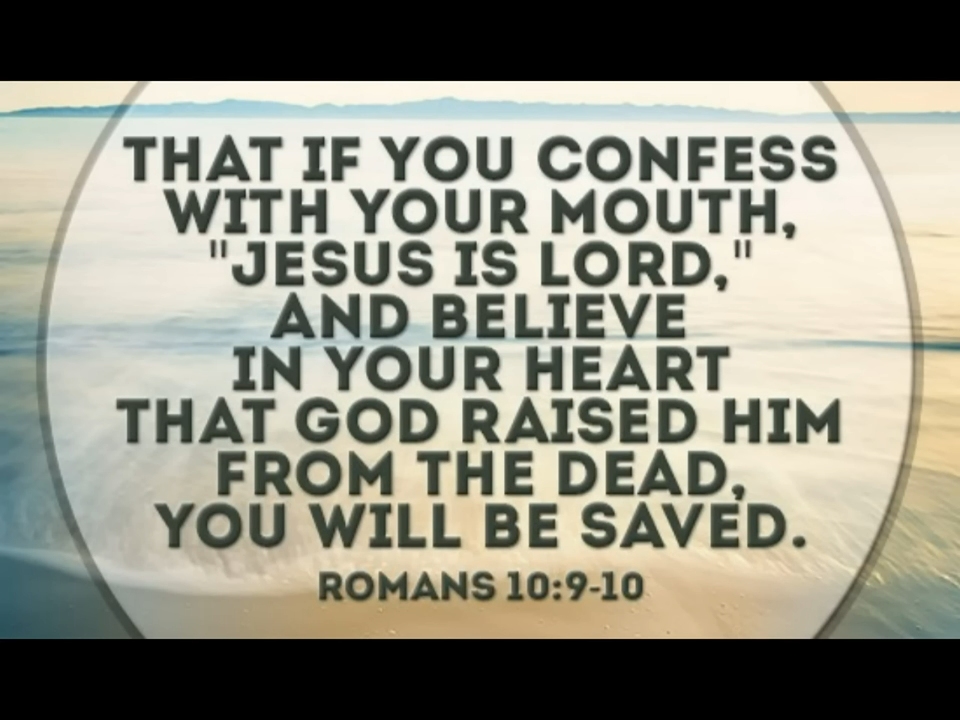 THAT IF YOU CONFESS
WITH YOUR MOUTH,
"JESUS IS LORD,"
AND BELIEVE
IN YOUR HEART
THAT GOD RAISED HIM
FROM THE DEAD,
YOU WILL BE SAVED.
ROMANS 10:9-10